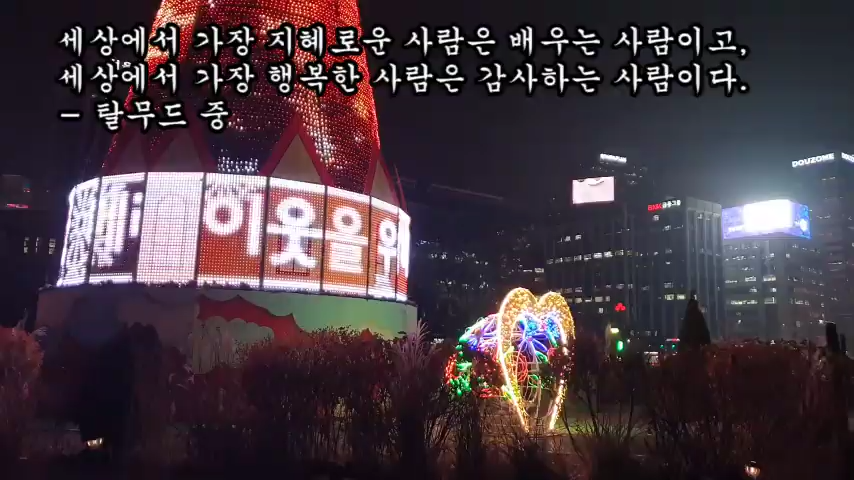 세상에서 가장 지혜로운 사람은 배우는 사람이고,
세상에서 가장 행복한 사람은 감사하는 사람이다.
- 탈무드 중
이웃을
DOUZONE